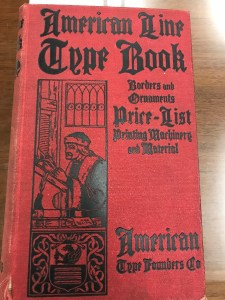 American Line
Type Book
Borders and
Ornaments
Price-List
Printing Machinery
and Material
American
Type Founders Co